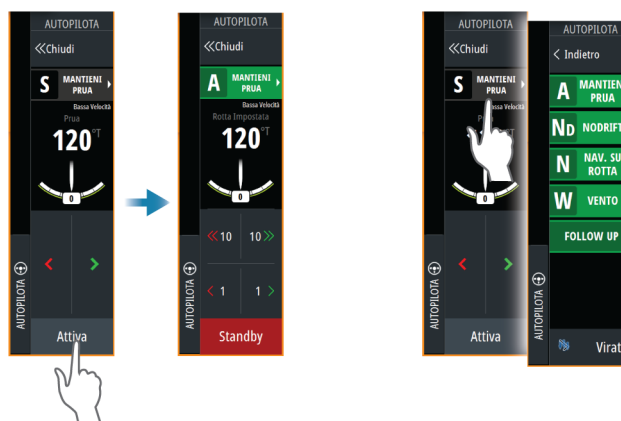 AUTOPILOTA
«Chiudi
S MANTIENI
PRUA
Bassa Velocità
Prua
120°T
0
Attiva
AUTOPILOTA
AUTOPILOTA
«Chiudi
A MANTIENI
PRUA
Bassa Velocità
Rotta Impostata
120°T
0
«10 10»
<1 1>
Standby
AUTOPILOTA
AUTOPILOTA
«Chiudi
S MANTIENI
PRUA
Bassa Velocità
0
Attiva
AUTOPILOTA
AUTOPILOTA
< Indietro
A MANTIEN
PRUA
ND NODRIFT
N NAV. SU
ROTTA
W VENTO
FOLLOW UP
Virat
AUTOPILOTA